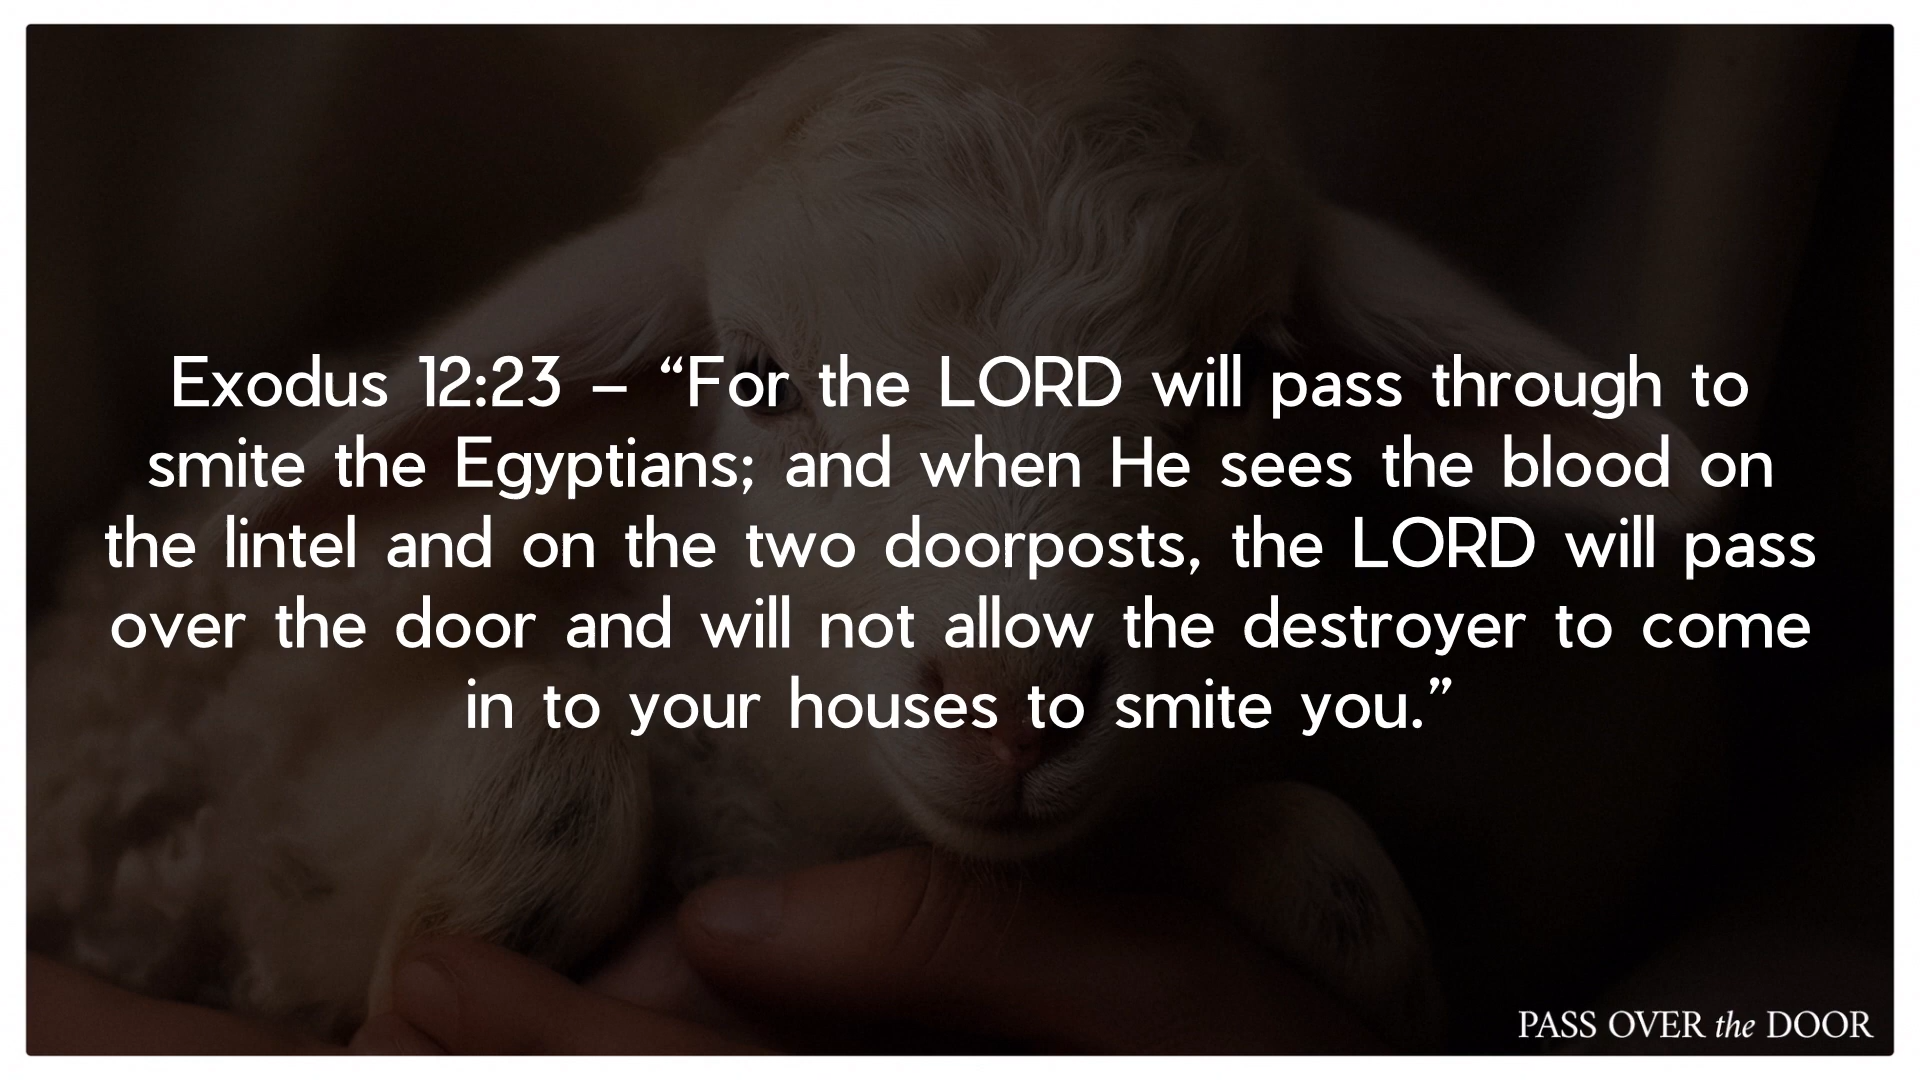 Exodus 12:23 – “For the LORD will pass through to
smite the Egyptians; and when He sees the blood on
the lintel and on the two doorposts, the LORD will pass
over the door and will not allow the destroyer to come
in to your houses to smite you.”
PASS OVER the DOOR